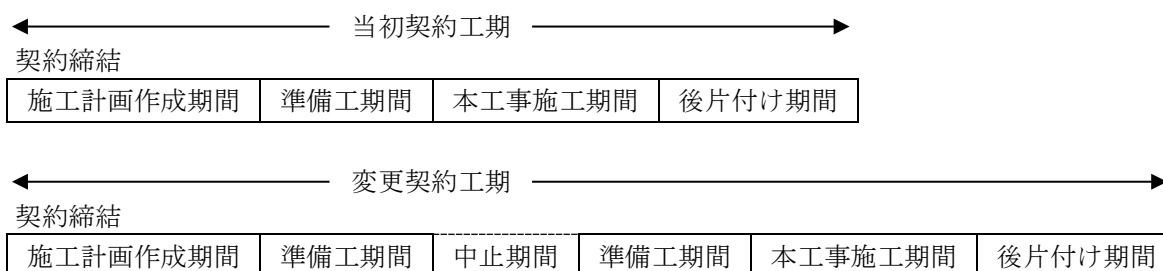 当初契約工期
契約締結
施工計画作成期間 準備工期間 本工事施工期間 後片付け期間
変更契約工期
契約締結
施工計画作成期間 準備工期間 中止期間 準備工期間 本工事施工期間 後片付け期間